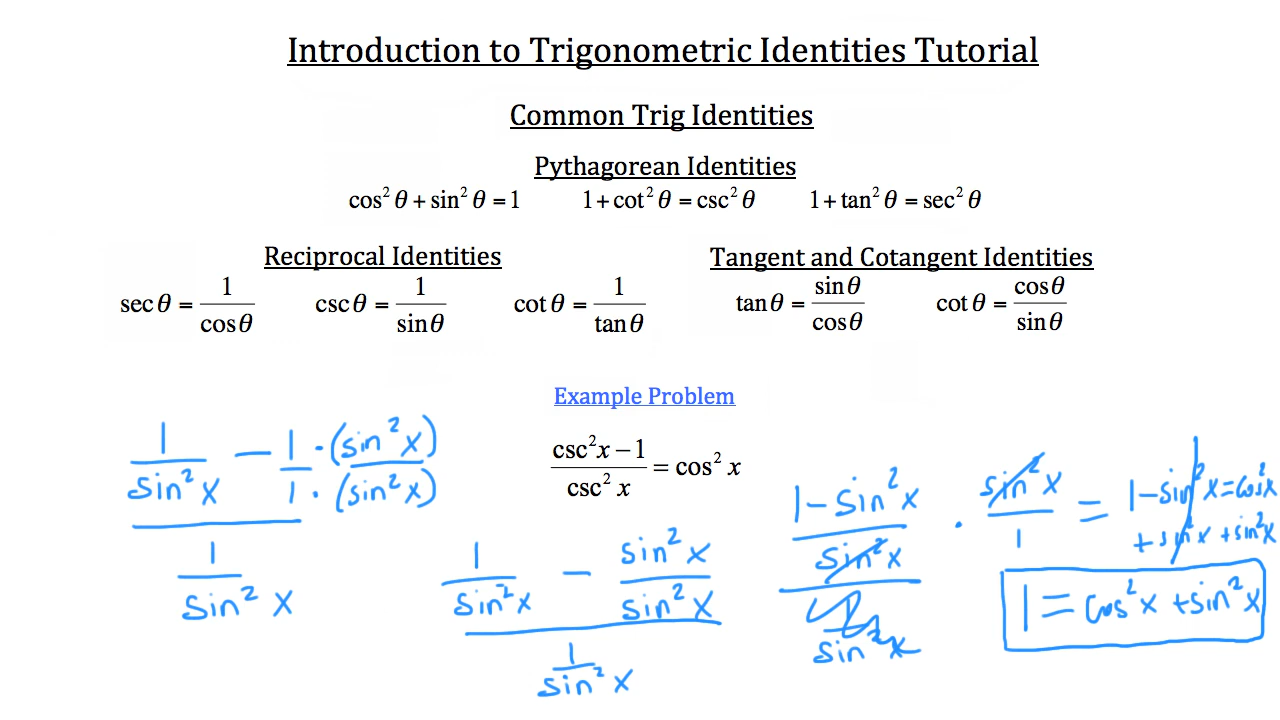 Introduction to Trigonometric Identities Tutorial
Common Trig Identities
Pythagorean Identities
cos² θ + sin² θ = 1    1 + cot² θ = csc² θ    1 + tan² θ = sec² θ
Reciprocal Identities    Tangent and Cotangent Identities
sec θ = 1/cos θ    csc θ = 1/sin θ    cot θ = 1/tan θ    tan θ = sin θ/cos θ    cot θ = cos θ/sin θ
Example Problem
(csc²x − 1)/(csc² x) = cos² x
(1/sin²x − 1/1 · (sin²x)/(sin²x))/(1/sin² x)
(1/sin²x − sin²x/sin²x)/(1/sin²x)
((1 − sin²x)/sin²x)/(sin²x) · sin²x/1 = 1 − sin²x = cos²x
+ sin²x + sin²x
1 = cos²x + sin²x